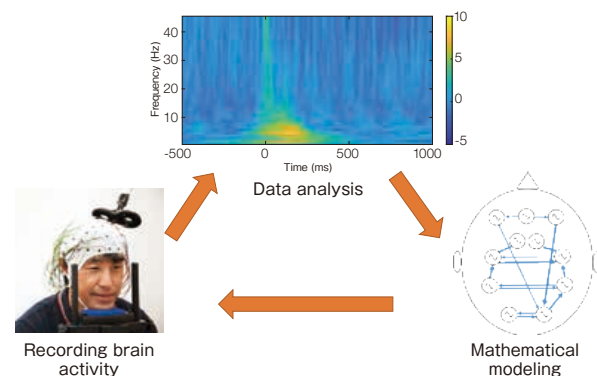 10
5
0
-5
Frequency (Hz)
40
30
20
10
-500
0
500
1000
Time (ms)
Data analysis
Recording brain
activity
Mathematical
modeling